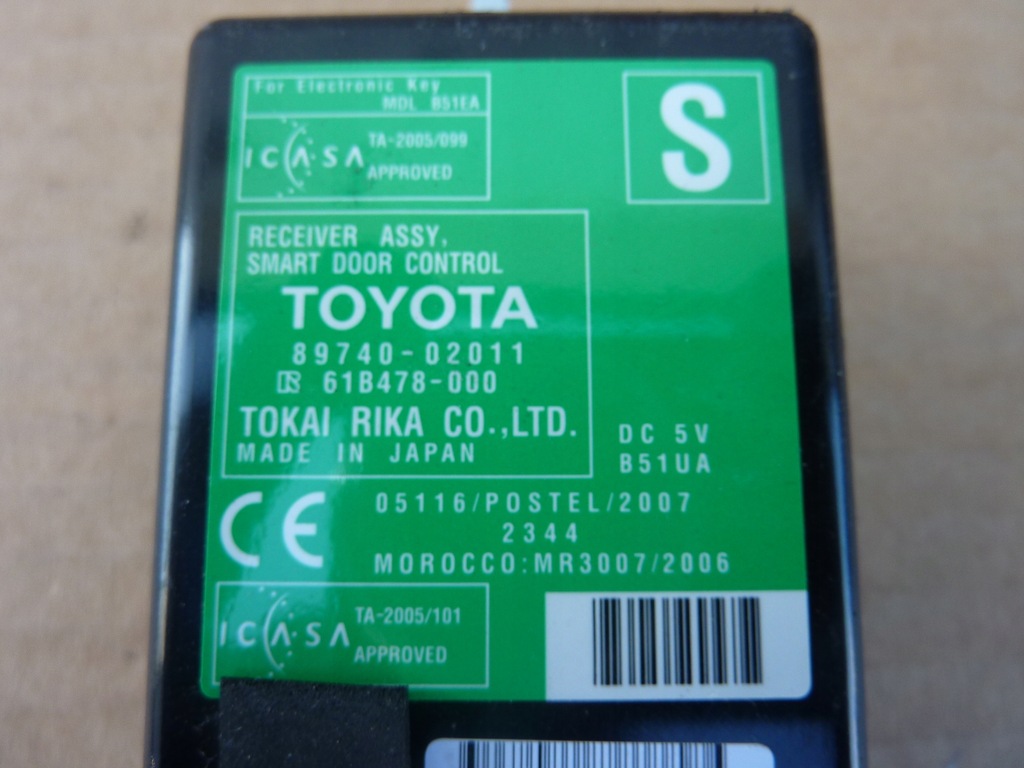 For Electronic Key
MDL B51EA
ICASA
TA-2005/099
APPROVED
S
RECEIVER ASSY,
SMART DOOR CONTROL
TOYOTA
89740-02011
R 61B478-000
TOKAI RIKA CO.,LTD.
MADE IN JAPAN
DC 5V
B51UA
CE
05116/POSTEL/2007
2344
MOROCCO:MR3007/2006
ICASA
TA-2005/101
APPROVED